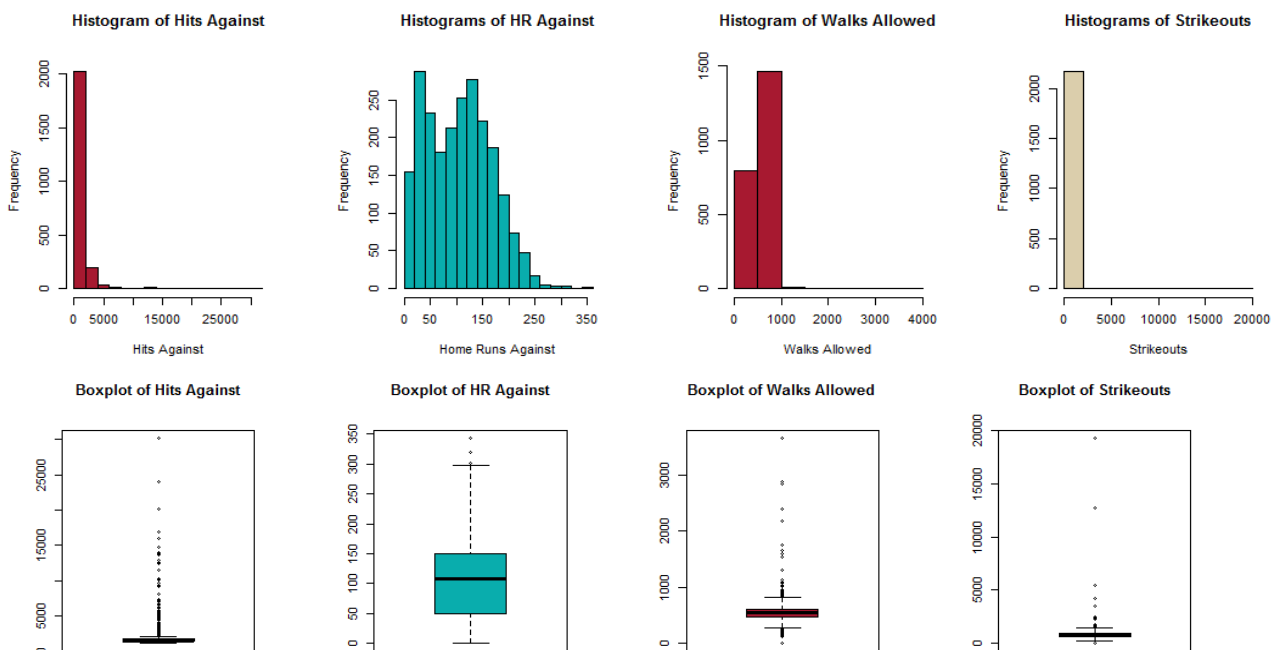 Histogram of Hits Against
Histograms of HR Against
Histogram of Walks Allowed
Histograms of Strikeouts
Frequency
0 500 1000 1500 2000
0 5000 15000 25000
Hits Against
Frequency
0 50 100 150 200 250
0 50 150 250 350
Home Runs Against
Frequency
0 500 1000 1500
0 1000 2000 3000 4000
Walks Allowed
Frequency
0 500 1000 1500 2000
0 5000 10000 15000 20000
Strikeouts
Boxplot of Hits Against
Boxplot of HR Against
Boxplot of Walks Allowed
Boxplot of Strikeouts
0 5000 15000 25000
0 50 100 150 200 250 300 350
0 1000 2000 3000
0 5000 10000 15000 20000